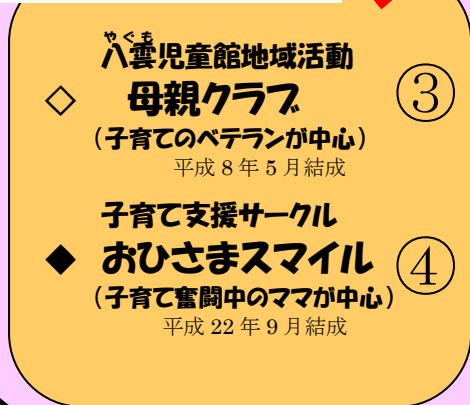 やぐも
八雲児童館地域活動
◇ 母親クラブ ③
(子育てのベテランが中心)
平成 8 年 5 月結成
子育て支援サークル
◆ おひさまスマイル ④
(子育て奮闘中のママが中心)
平成 22 年 9 月結成